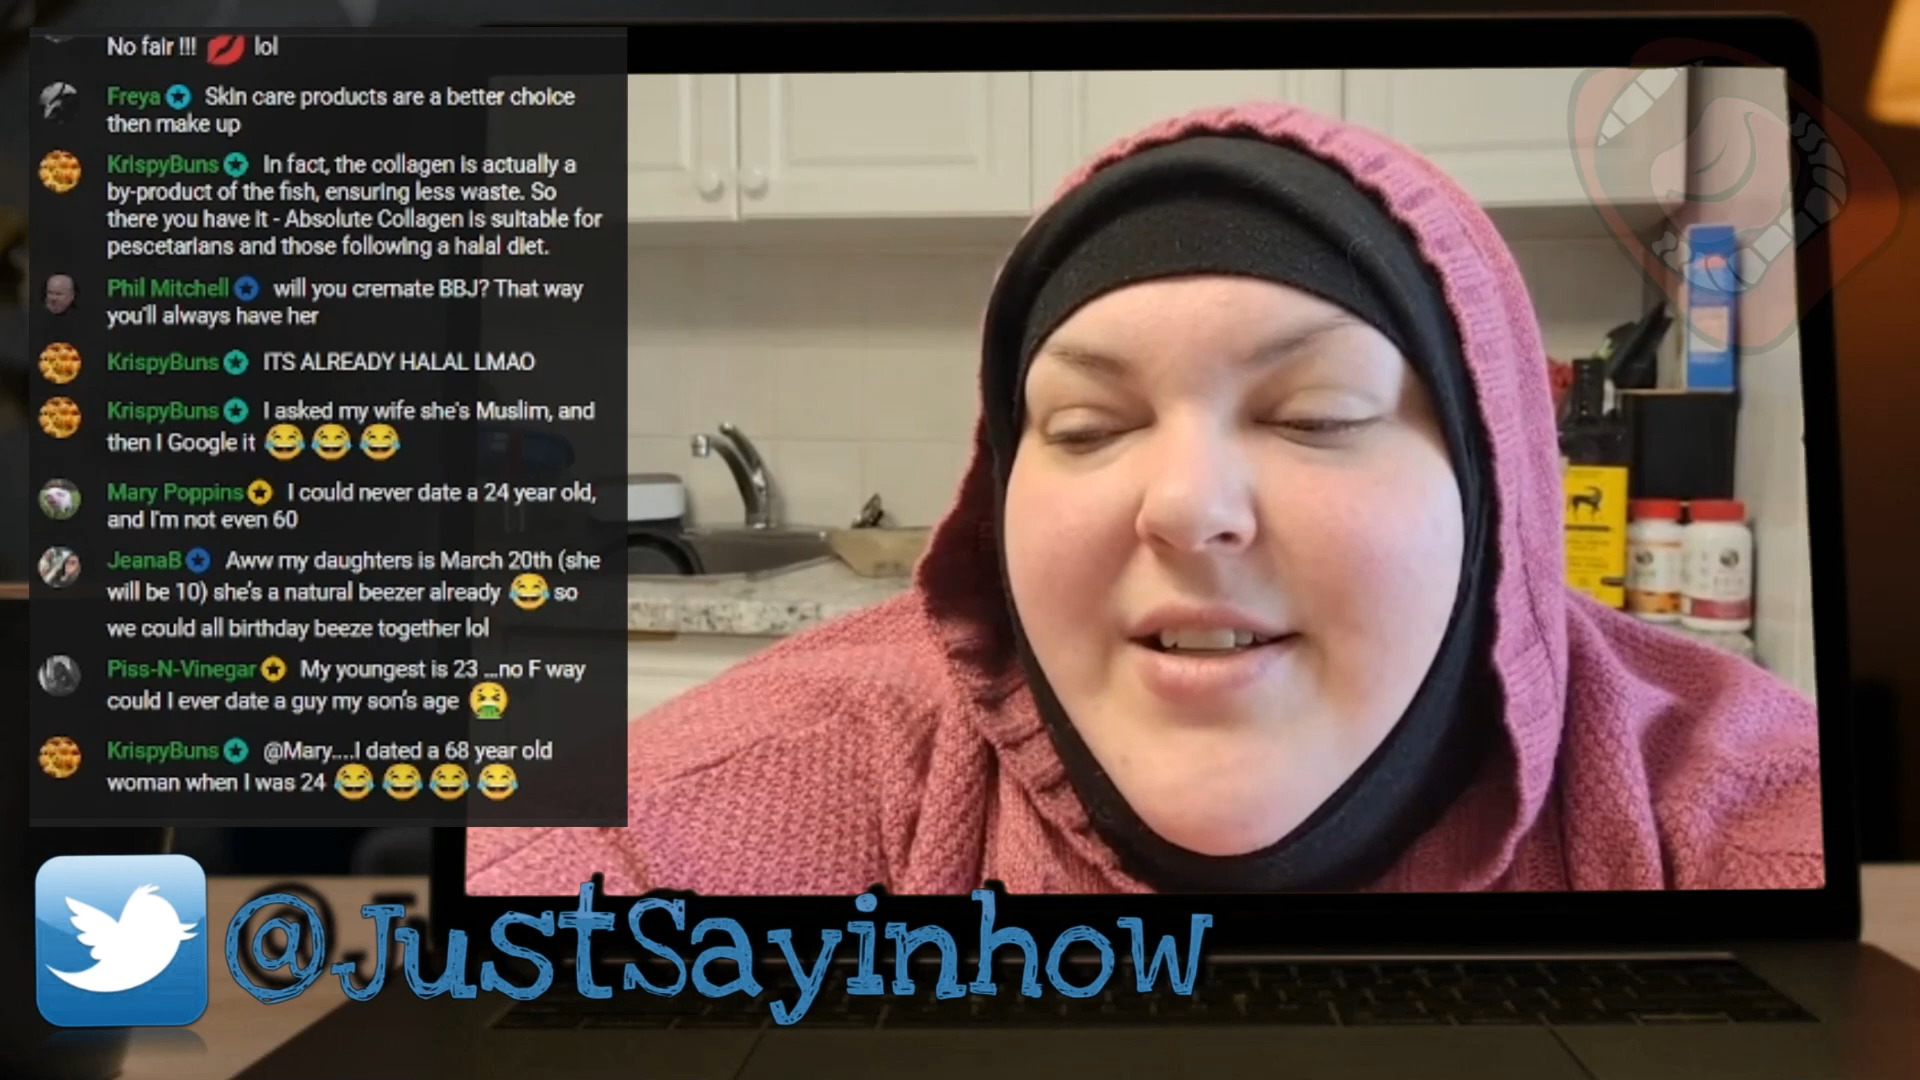 No fair !!! 💋 lol
Freya Skin care products are a better choice
then make up
KrispyBuns In fact, the collagen is actually a
by-product of the fish, ensuring less waste. So
there you have it - Absolute Collagen is suitable for
pescetarians and those following a halal diet.
Phil Mitchell will you cremate BBJ? That way
you'll always have her
KrispyBuns ITS ALREADY HALAL LMAO
KrispyBuns I asked my wife she's Muslim, and
then I Google it 😂 😂 😂
Mary Poppins I could never date a 24 year old,
and I'm not even 60
JeanaB Aww my daughters is March 20th (she
will be 10) she's a natural beezer already 😂 so
we could all birthday beeze together lol
Piss-N-Vinegar My youngest is 23 ...no F way
could I ever date a guy my son's age 🤮
KrispyBuns @Mary....I dated a 68 year old
woman when I was 24 😂 😂 😂 😂
@JustSayinhow